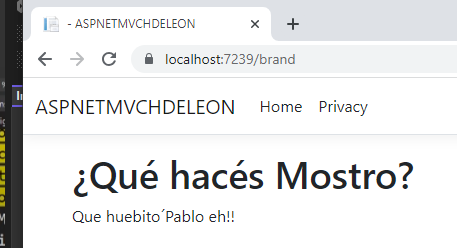 - ASPNETMVCHDELEON
localhost:7239/brand
ASPNETMVCHDELEON Home Privacy
¿Qué hacés Mostro?
Que huebito´Pablo eh!!